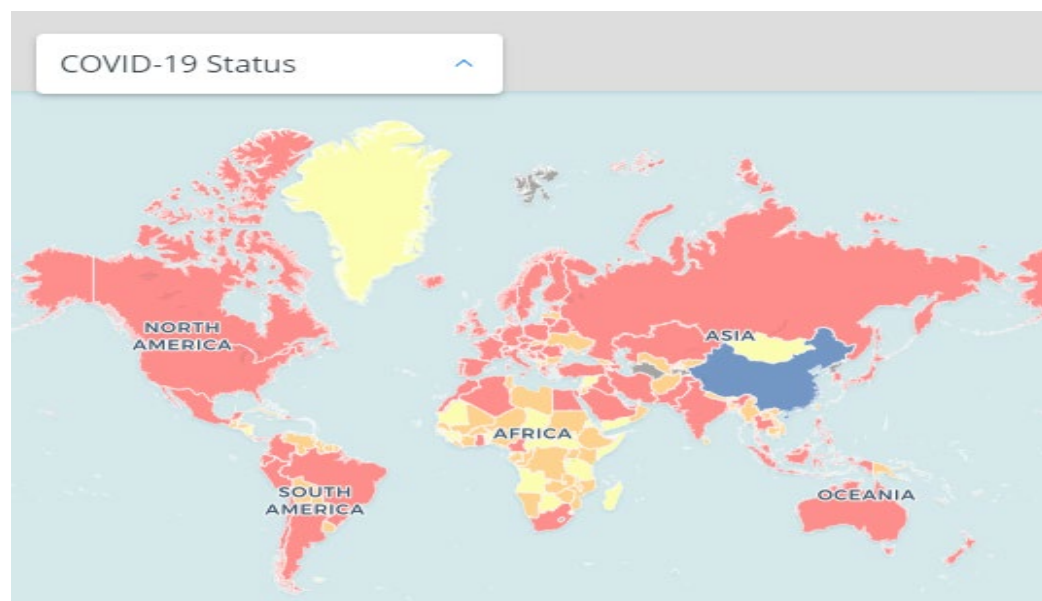 COVID-19 Status
NORTH
AMERICA
ASIA
AFRICA
SOUTH
AMERICA
OCEANIA